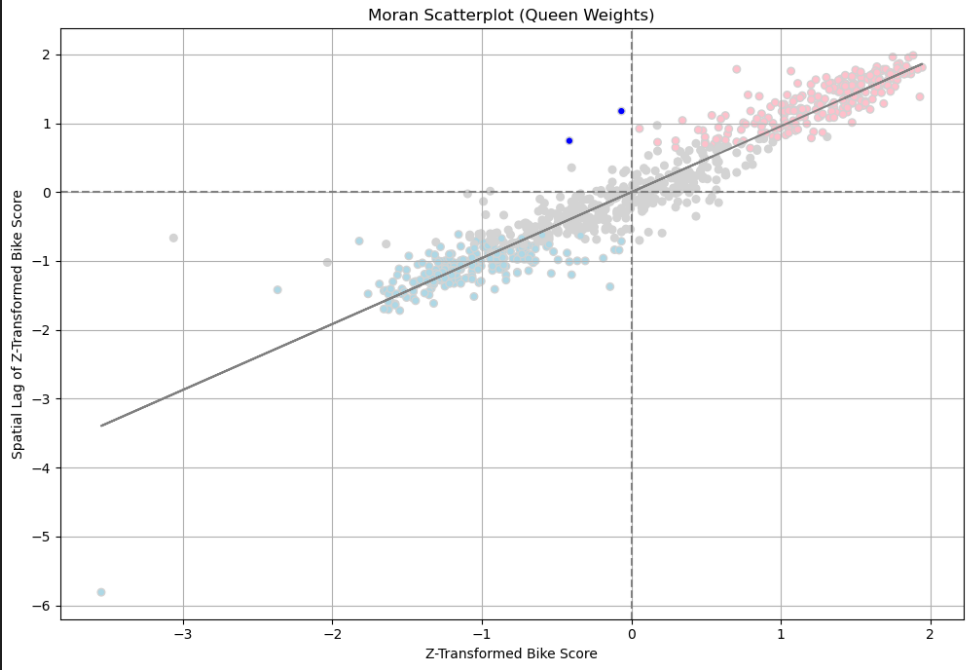 Moran Scatterplot (Queen Weights)
2
1
0
−1
−2
−3
−4
−5
−6
Spatial Lag of Z-Transformed Bike Score
−3 −2 −1 0 1 2
Z-Transformed Bike Score